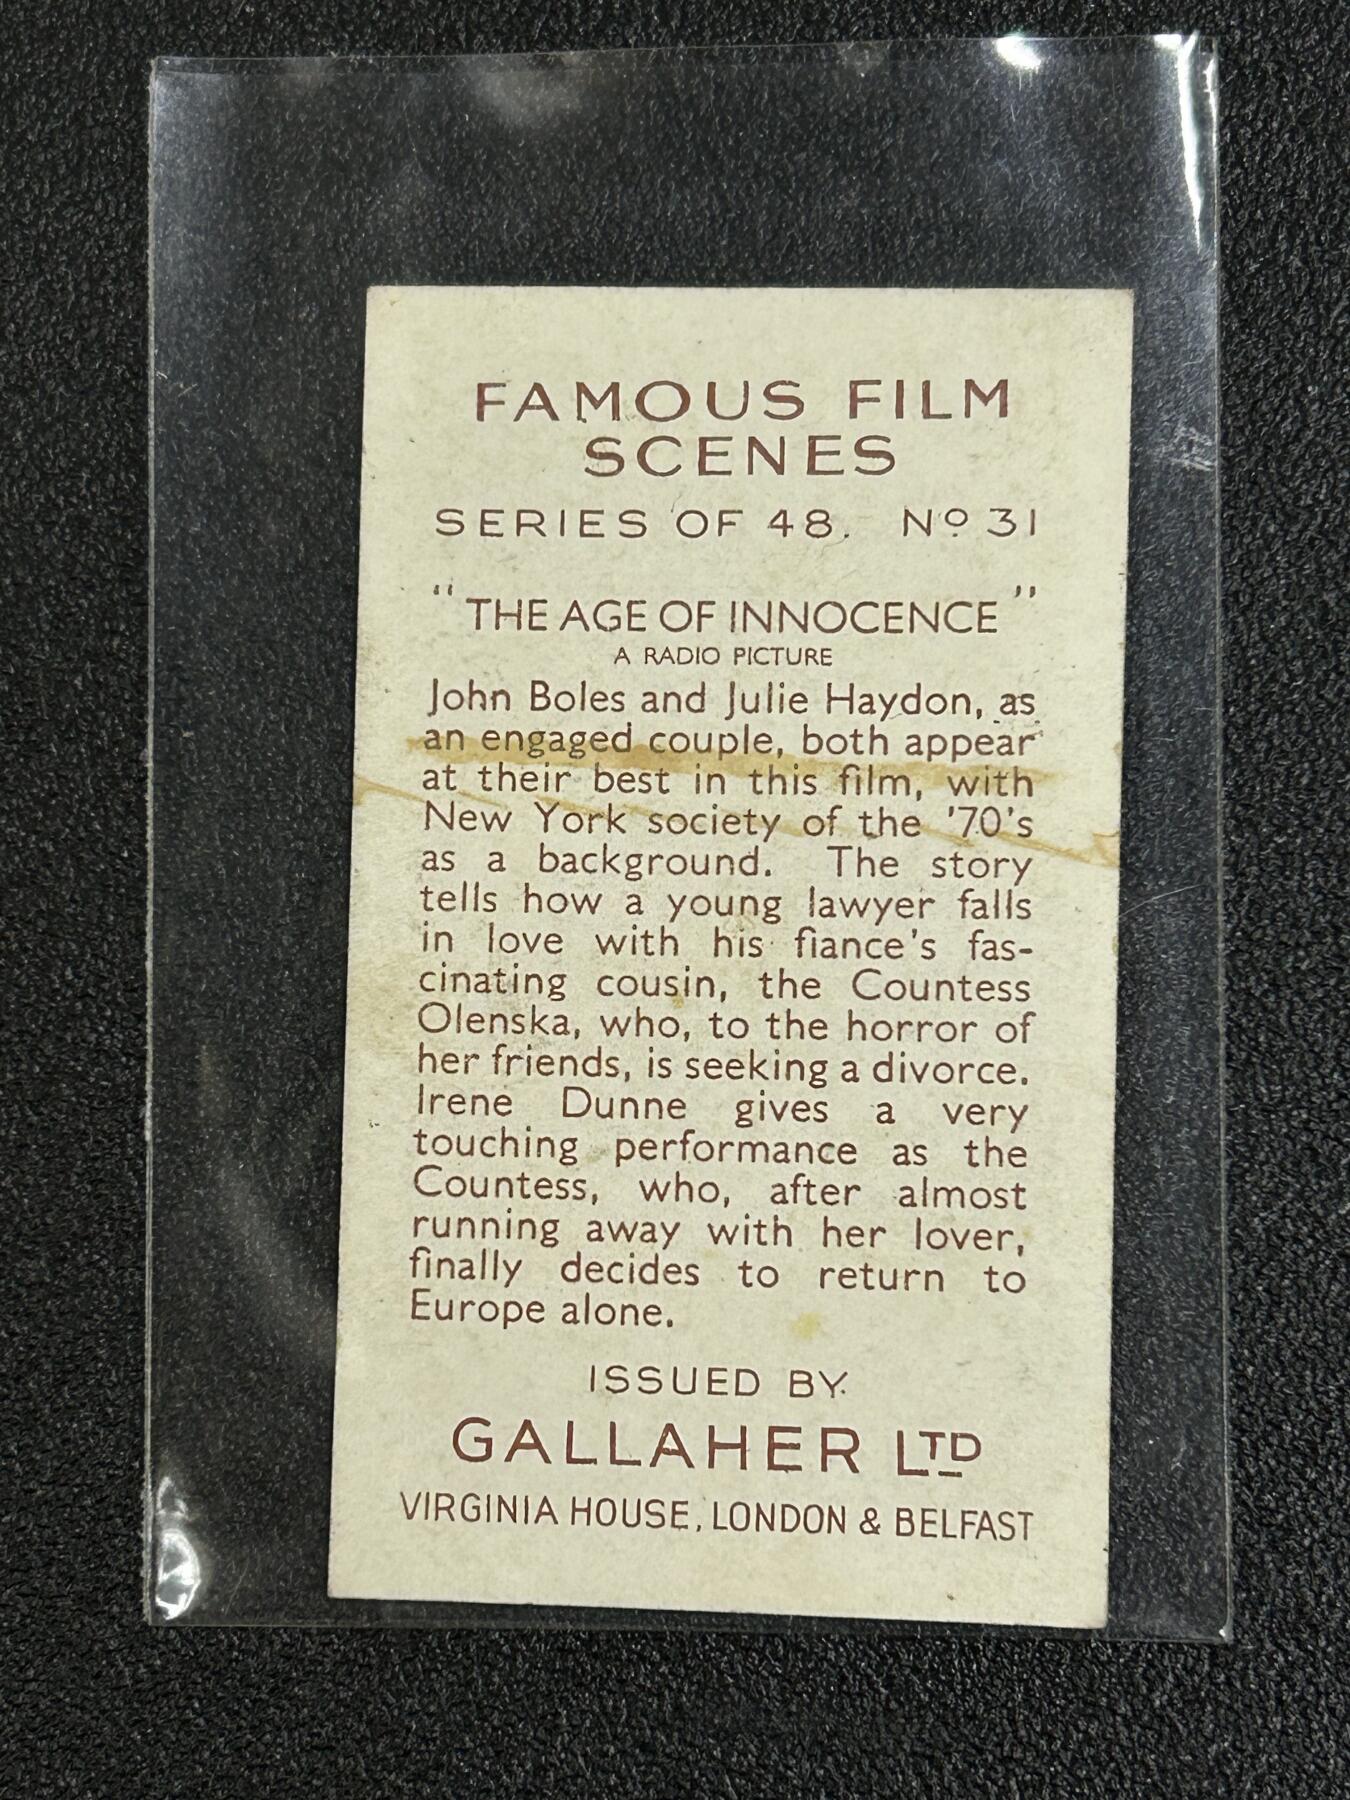 FAMOUS FILM
SCENES
SERIES OF 48. Nº 31
"THE AGE OF INNOCENCE"
A RADIO PICTURE
John Boles and Julie Haydon, as
an engaged couple, both appear
at their best in this film, with
New York society of the '70's
as a background. The story
tells how a young lawyer falls
in love with his fiance's fas-
cinating cousin, the Countess
Olenska, who, to the horror of
her friends, is seeking a divorce.
Irene Dunne gives a very
touching performance as the
Countess, who, after almost
running away with her lover,
finally decides to return to
Europe alone.
ISSUED BY
GALLAHER LTD
VIRGINIA HOUSE, LONDON & BELFAST